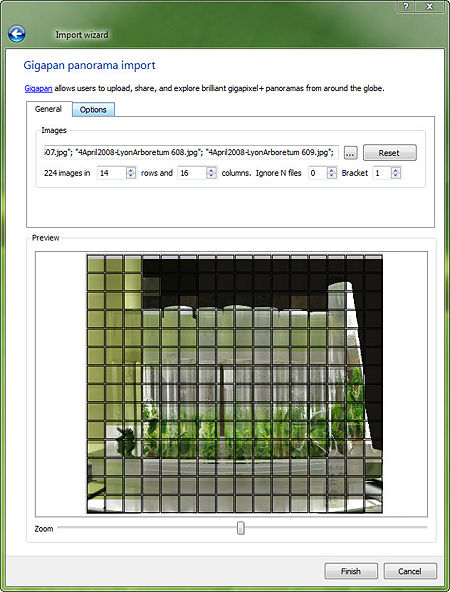 Import wizard
Gigapan panorama import
Gigapan allows users to upload, share, and explore brilliant gigapixel+ panoramas from around the globe.
General Options
Images
507.jpg"; "4April2008-LyonArboretum 608.jpg"; "4April2008-LyonArboretum 609.jpg"; ... Reset
224 images in 14 rows and 16 columns. Ignore N files 0 Bracket 1
Preview
Zoom
Finish Cancel